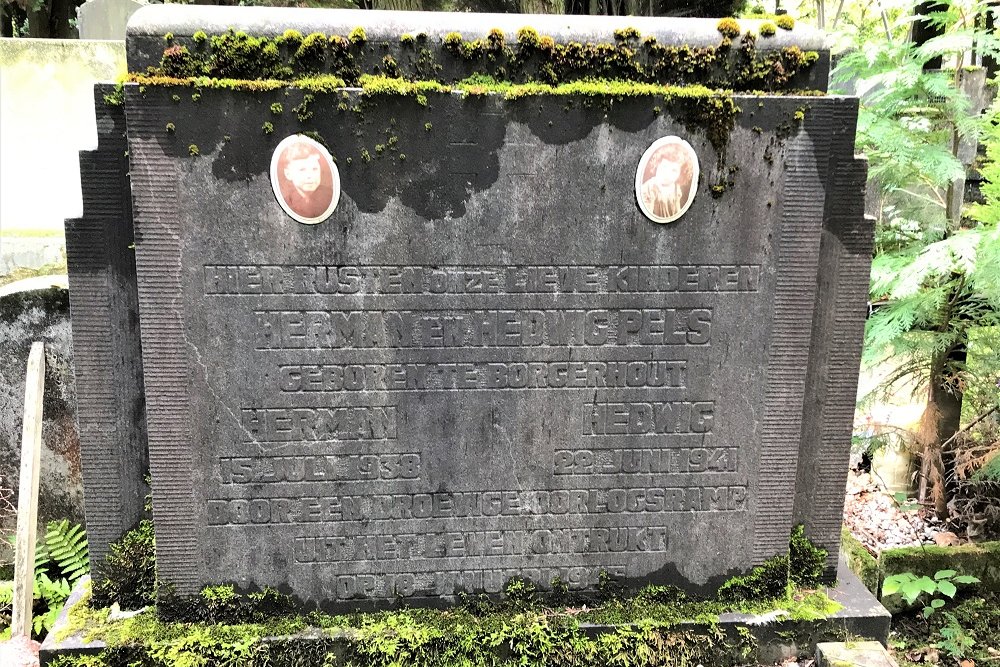 HIER RUSTEN ONZE LIEVE KINDEREN
HERMAN EN HEDWIG PELS
GEBOREN TE BORGERHOUT
HERMAN HEDWIG
15 JULI 1938 22 JUNI 1941
DOOR EEN DROEVIGE OORLOGSRAMP
UIT HET LEVEN ONTRUKT
OP